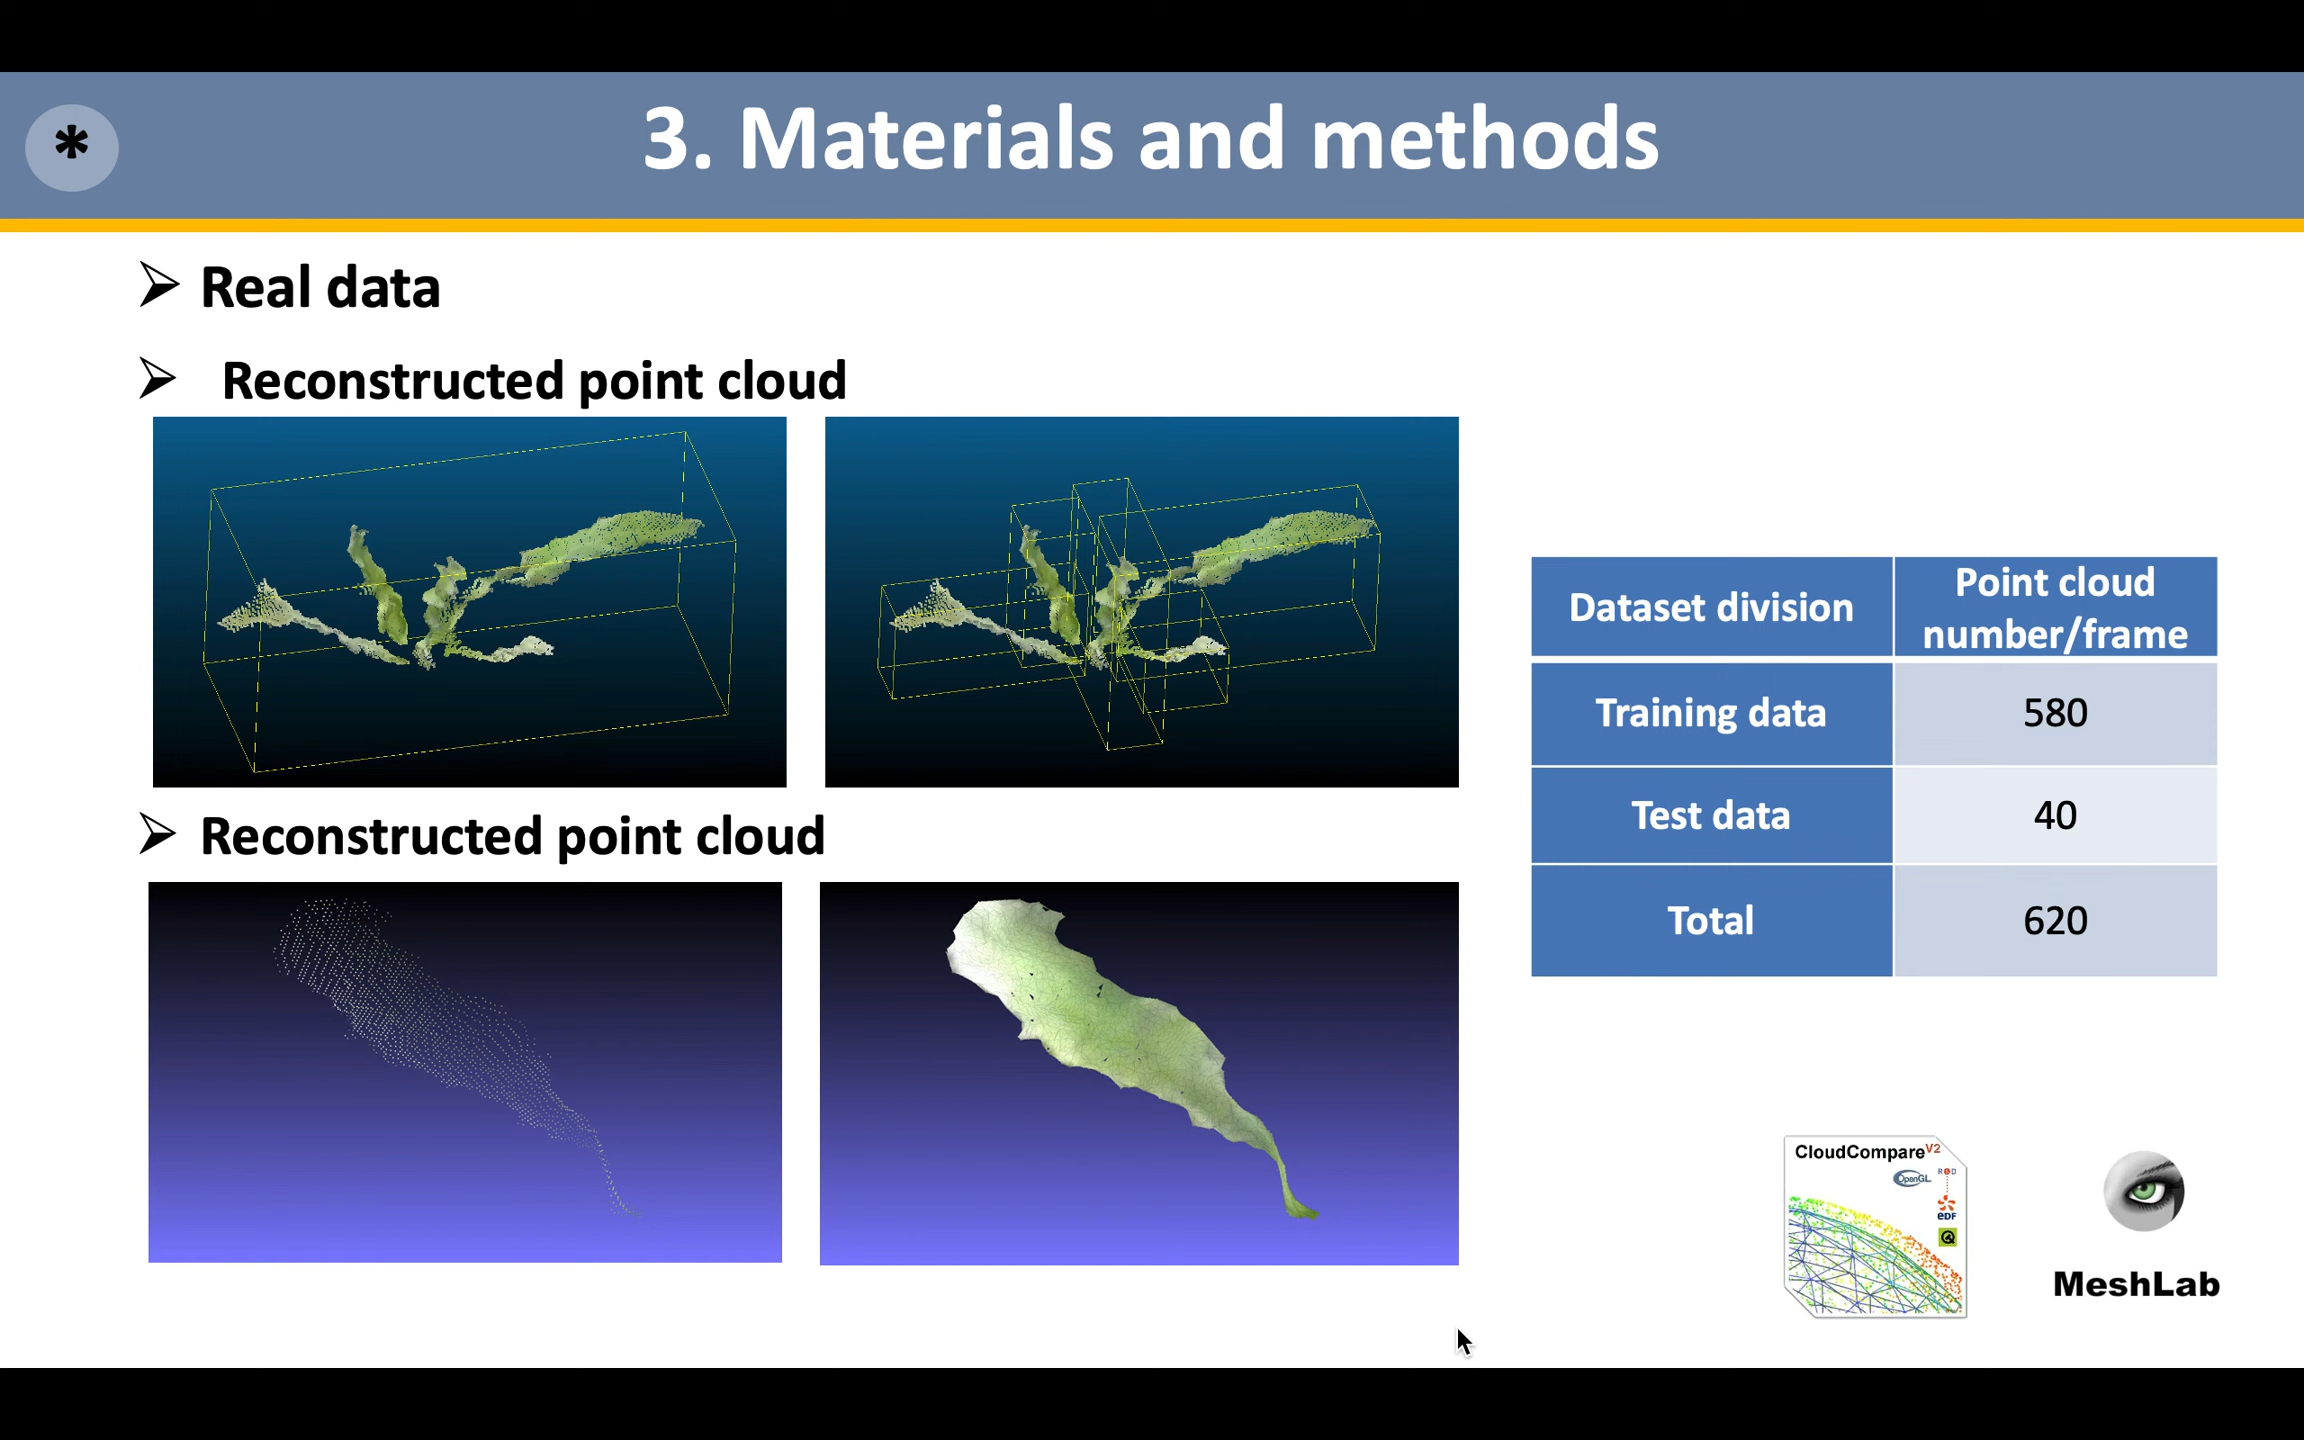 *
3. Materials and methods
➢ Real data
➢ Reconstructed point cloud
➢ Reconstructed point cloud
Dataset division
Point cloud
number/frame
Training data 580
Test data 40
Total 620
CloudCompare V2
OpenGL
R&D
eDF
MeshLab